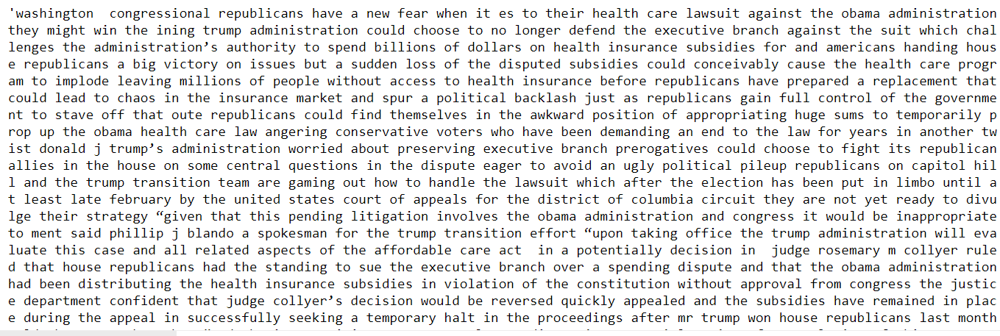 'washington  congressional republicans have a new fear when it es to their health care lawsuit against the obama administration
they might win the ining trump administration could choose to no longer defend the executive branch against the suit which chal
lenges the administration’s authority to spend billions of dollars on health insurance subsidies for and americans handing hous
e republicans a big victory on issues but a sudden loss of the disputed subsidies could conceivably cause the health care progr
am to implode leaving millions of people without access to health insurance before republicans have prepared a replacement that
could lead to chaos in the insurance market and spur a political backlash just as republicans gain full control of the governme
nt to stave off that oute republicans could find themselves in the awkward position of appropriating huge sums to temporarily p
rop up the obama health care law angering conservative voters who have been demanding an end to the law for years in another tw
ist donald j trump’s administration worried about preserving executive branch prerogatives could choose to fight its republican
allies in the house on some central questions in the dispute eager to avoid an ugly political pileup republicans on capitol hil
l and the trump transition team are gaming out how to handle the lawsuit which after the election has been put in limbo until a
t least late february by the united states court of appeals for the district of columbia circuit they are not yet ready to divu
lge their strategy “given that this pending litigation involves the obama administration and congress it would be inappropriate
to ment said phillip j blando a spokesman for the trump transition effort “upon taking office the trump administration will eva
luate this case and all related aspects of the affordable care act  in a potentially decision in  judge rosemary m collyer rule
d that house republicans had the standing to sue the executive branch over a spending dispute and that the obama administration
had been distributing the health insurance subsidies in violation of the constitution without approval from congress the justic
e department confident that judge collyer’s decision would be reversed quickly appealed and the subsidies have remained in plac
e during the appeal in successfully seeking a temporary halt in the proceedings after mr trump won house republicans last month